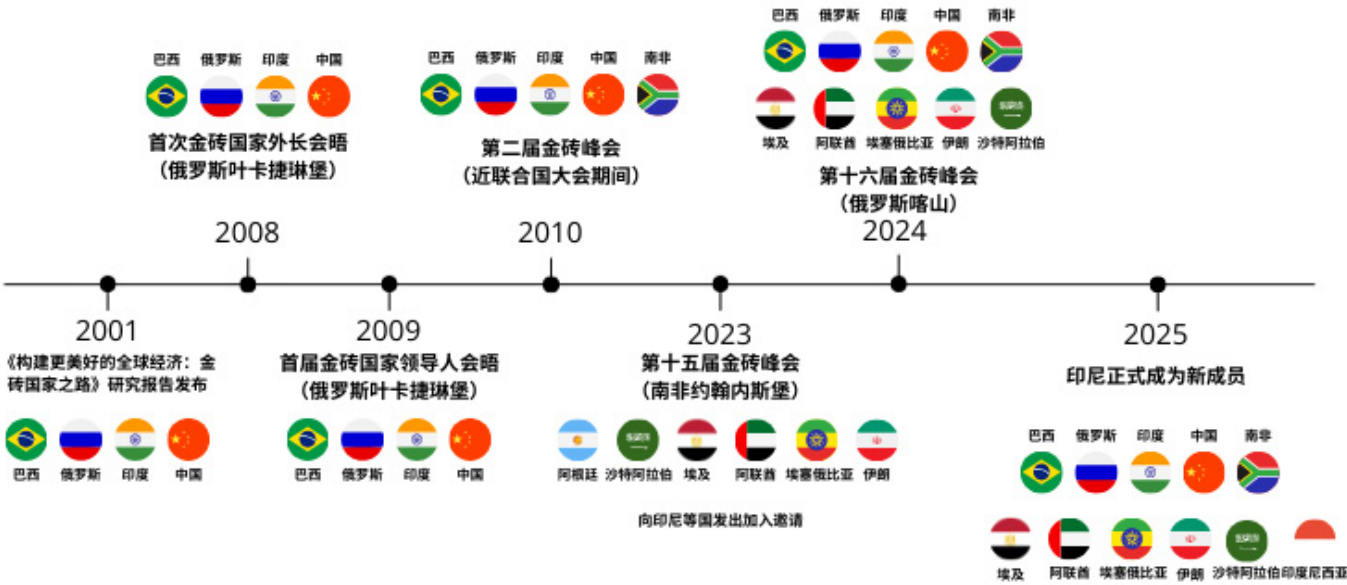 巴西 俄罗斯 印度 中国
首次金砖国家外长会晤
（俄罗斯叶卡捷琳堡）
2008
巴西 俄罗斯 印度 中国 南非
第二届金砖峰会
（近联合国大会期间）
2010
巴西 俄罗斯 印度 中国 南非
埃及 阿联酋 埃塞俄比亚 伊朗 沙特阿拉伯
第十六届金砖峰会
（俄罗斯喀山）
2024
2001
《构建更美好的全球经济：金
砖国家之路》研究报告发布
巴西 俄罗斯 印度 中国
2009
首届金砖国家领导人会晤
（俄罗斯叶卡捷琳堡）
巴西 俄罗斯 印度 中国
2023
第十五届金砖峰会
（南非约翰内斯堡）
阿根廷 沙特阿拉伯 埃及 阿联酋 埃塞俄比亚 伊朗
向印尼等国发出加入邀请
2025
印尼正式成为新成员
巴西 俄罗斯 印度 中国 南非
埃及 阿联酋 埃塞俄比亚 伊朗 沙特阿拉伯 印度尼西亚